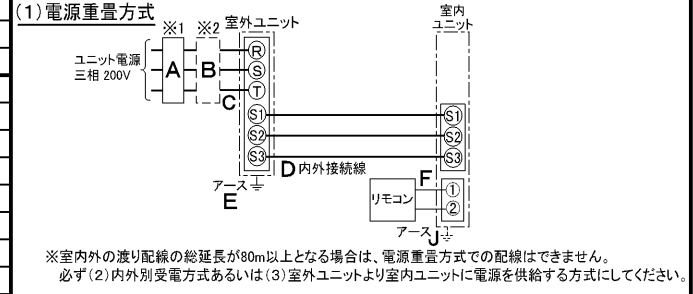 (1)電源重畳方式
※1 ※2 室外ユニット 室内
ユニット
ユニット電源
三相 200V
A B C
R
S
T
S1 S1
S2 S2
S3 S3
D 内外接続線
アース
E
F
リモコン
①
②
アース J
※室内外の渡り配線の総延長が80m以上となる場合は、電源重畳方式での配線はできません。
必ず(2)内外別受電方式あるいは(3)室外ユニットより室内ユニットに電源を供給する方式にしてください。